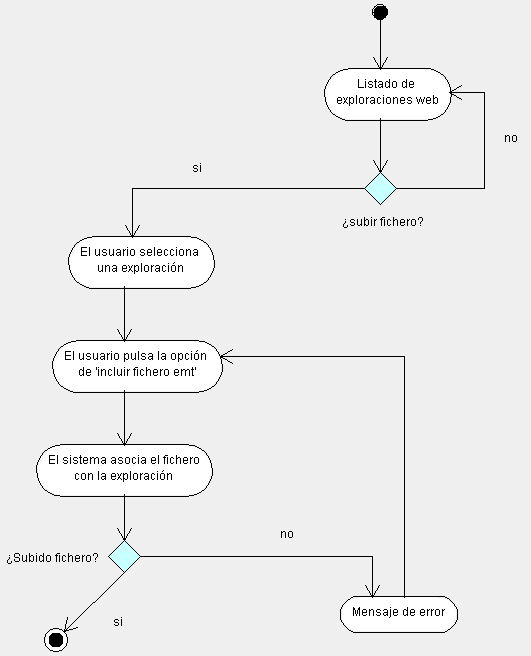 Listado de
exploraciones web
no
si
¿subir fichero?
El usuario selecciona
una exploración
El usuario pulsa la opción
de 'incluir fichero emt'
El sistema asocia el fichero
con la exploración
no
¿Subido fichero?
Mensaje de error
si